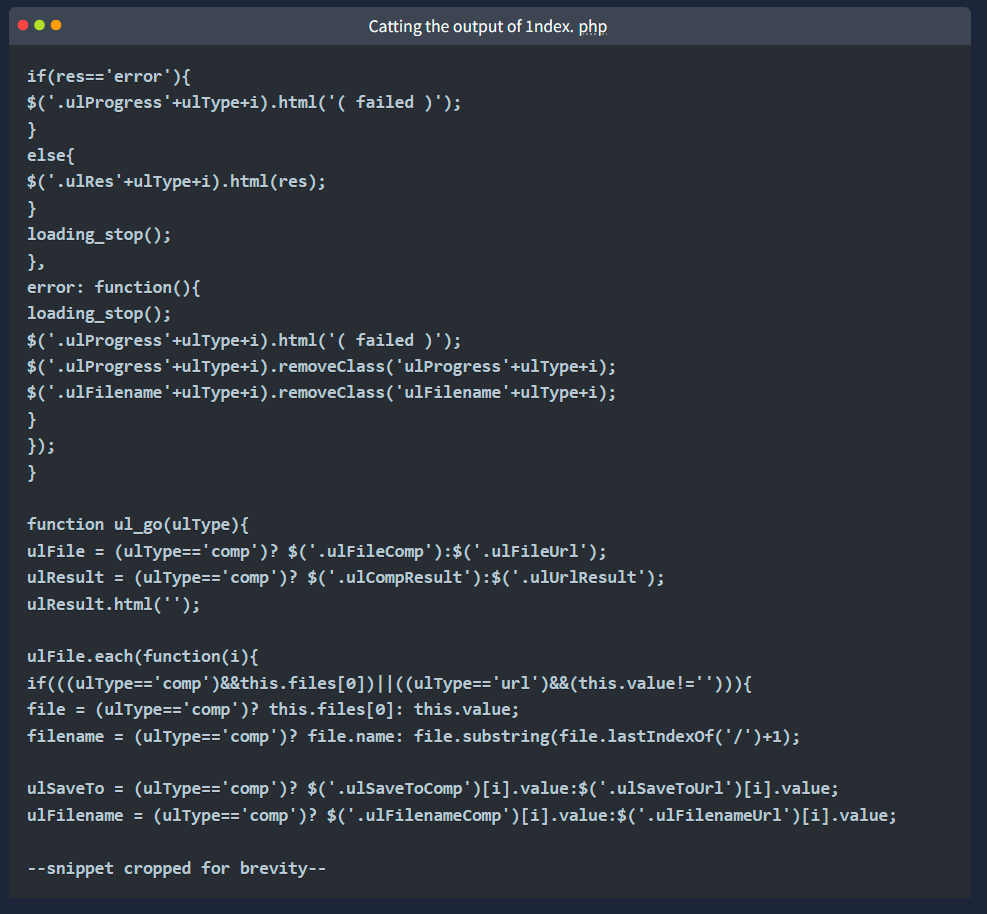 Catting the output of 1ndex. php
if(res=='error'){
$('.ulProgress'+ulType+i).html('( failed )');
}
else{
$('.ulRes'+ulType+i).html(res);
}
loading_stop();
},
error: function(){
loading_stop();
$('.ulProgress'+ulType+i).html('( failed )');
$('.ulProgress'+ulType+i).removeClass('ulProgress'+ulType+i);
$('.ulFilename'+ulType+i).removeClass('ulFilename'+ulType+i);
}
});
}
function ul_go(ulType){
ulFile = (ulType=='comp')? $('.ulFileComp'):$('.ulFileUrl');
ulResult = (ulType=='comp')? $('.ulCompResult'):$('.ulUrlResult');
ulResult.html('');
ulFile.each(function(i){
if(((ulType=='comp')&&this.files[0])||((ulType=='url')&&(this.value!=''))){
file = (ulType=='comp')? this.files[0]: this.value;
filename = (ulType=='comp')? file.name: file.substring(file.lastIndexOf('/')+1);
ulSaveTo = (ulType=='comp')? $('.ulSaveToComp')[i].value:$('.ulSaveToUrl')[i].value;
ulFilename = (ulType=='comp')? $('.ulFilenameComp')[i].value:$('.ulFilenameUrl')[i].value;
--snippet cropped for brevity--